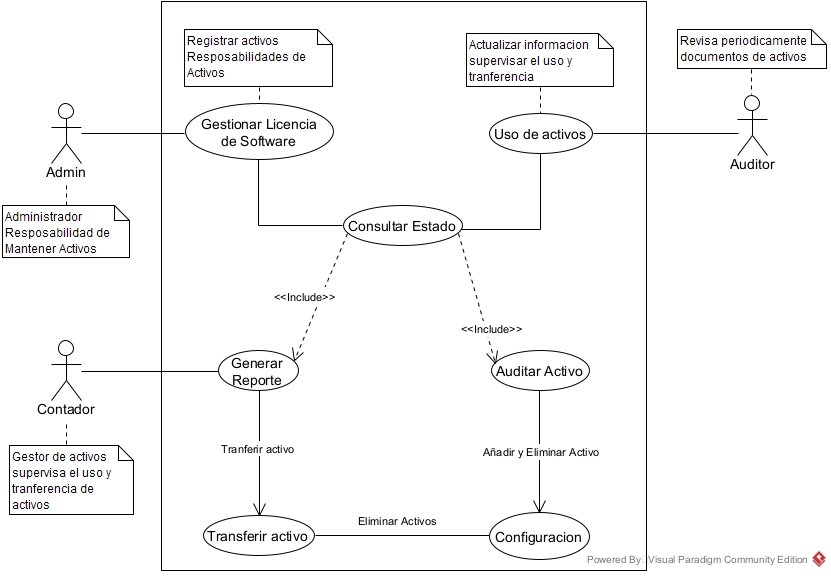 Registrar activos
Resposabilidades de
Activos
Actualizar informacion
supervisar el uso y
tranferencia
Revisa periodicamente
documentos de activos
Gestionar Licencia
de Software
Uso de activos
Admin
Auditor
Administrador
Resposabilidad de
Mantener Activos
Consultar Estado
<<Include>>
<<Include>>
Generar
Reporte
Auditar Activo
Contador
Gestor de activos
supervisa el uso y
tranferencia de
activos
Tranferir activo
Añadir y Eliminar Activo
Transferir activo
Eliminar Activos
Configuracion
Powered By: Visual Paradigm Community Edition